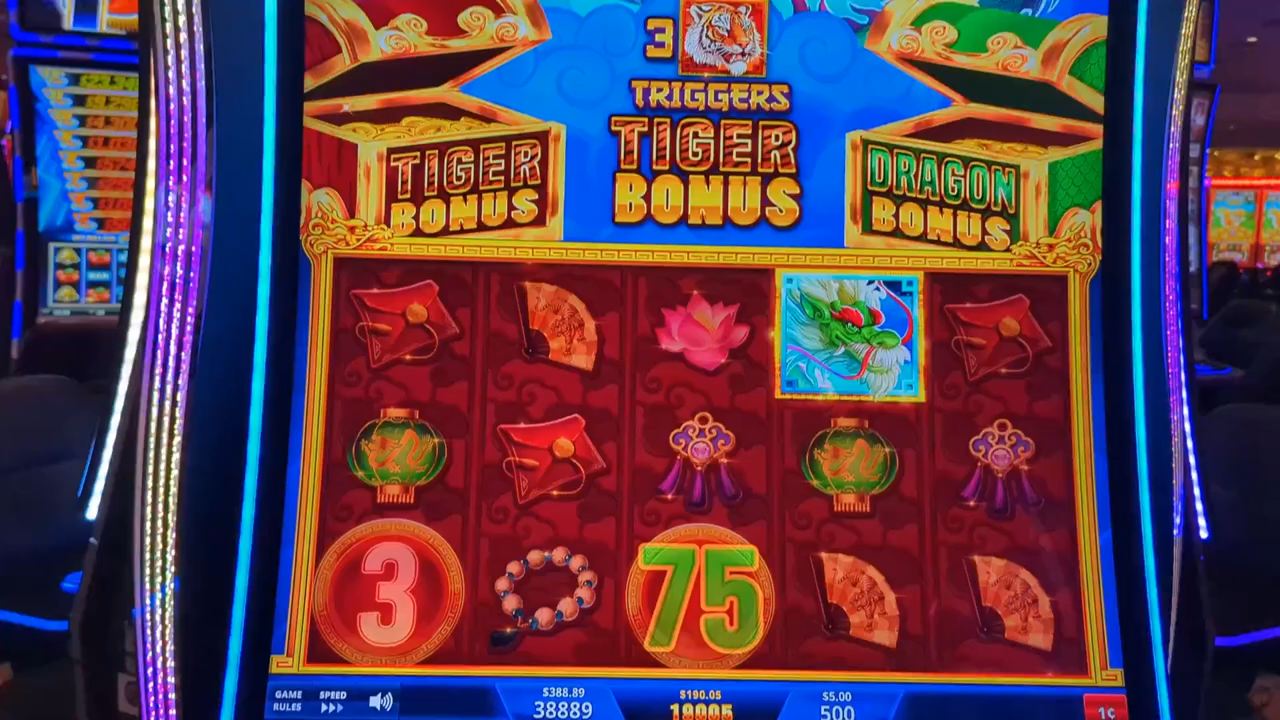 3
TRIGGERS
TIGER
BONUS
TIGER
BONUS
DRAGON
BONUS
3
75
GAME
RULES
SPEED
$388.89
38889
$190.05
19005
$5.00
500
1¢